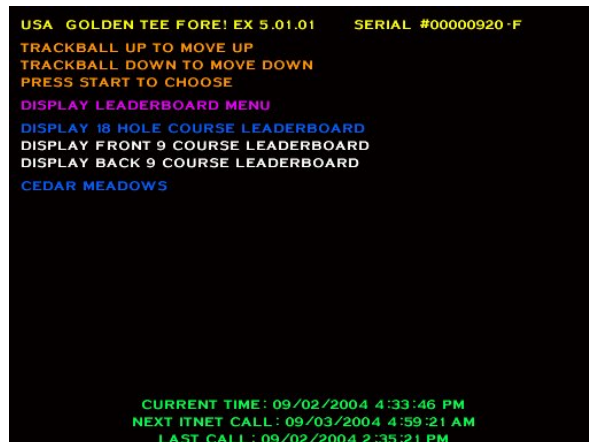 USA GOLDEN TEE FORE! EX 5.01.01 SERIAL #00000920-F
TRACKBALL UP TO MOVE UP
TRACKBALL DOWN TO MOVE DOWN
PRESS START TO CHOOSE
DISPLAY LEADERBOARD MENU
DISPLAY 18 HOLE COURSE LEADERBOARD
DISPLAY FRONT 9 COURSE LEADERBOARD
DISPLAY BACK 9 COURSE LEADERBOARD
CEDAR MEADOWS
CURRENT TIME: 09/02/2004 4:33:46 PM
NEXT ITNET CALL: 09/03/2004 4:59:21 AM
LAST CALL: 09/02/2004 2:35:21 PM